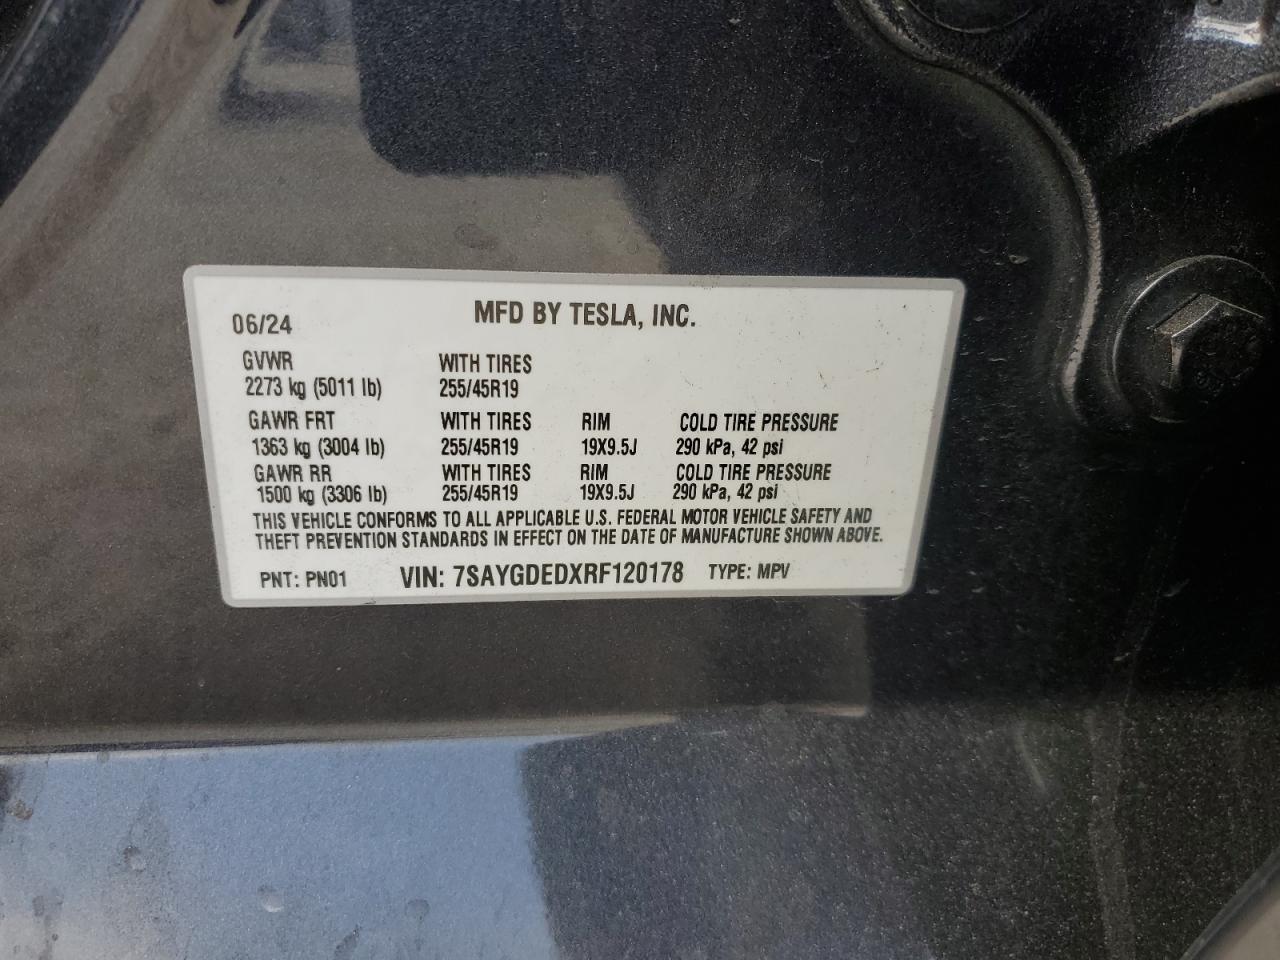 MFD BY TESLA, INC.
06/24
GVWR WITH TIRES
2273 kg (5011 lb) 255/45R19
GAWR FRT WITH TIRES RIM COLD TIRE PRESSURE
1363 kg (3004 lb) 255/45R19 19X9.5J 290 kPa, 42 psi
GAWR RR WITH TIRES RIM COLD TIRE PRESSURE
1500 kg (3306 lb) 255/45R19 19X9.5J 290 kPa, 42 psi
THIS VEHICLE CONFORMS TO ALL APPLICABLE U.S. FEDERAL MOTOR VEHICLE SAFETY AND
THEFT PREVENTION STANDARDS IN EFFECT ON THE DATE OF MANUFACTURE SHOWN ABOVE.
PNT: PN01 VIN: 7SAYGDEDXRF120178 TYPE: MPV